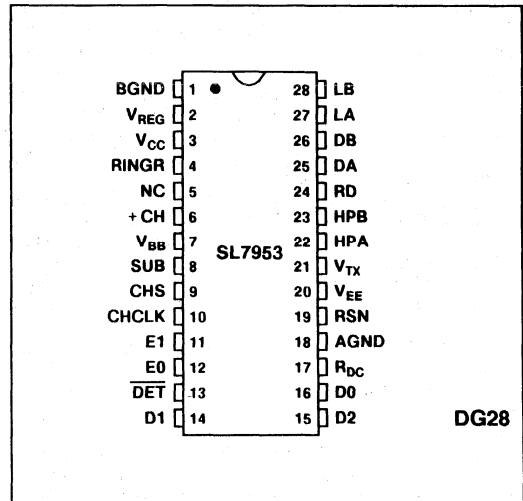 BGND 1 28 LB
VREG 2 27 LA
VCC 3 26 DB
RINGR 4 25 DA
NC 5 24 RD
+ CH 6 23 HPB
VBB 7 22 HPA
SL7953
SUB 8 21 VTX
CHS 9 20 VEE
CHCLK 10 19 RSN
E1 11 18 AGND
E0 12 17 RDC
DET 13 16 D0
D1 14 15 D2
DG28